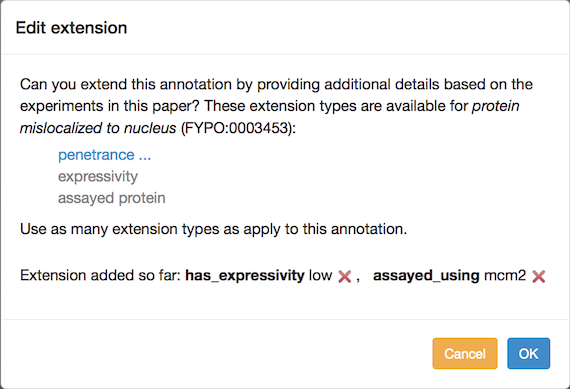 Edit extension
Can you extend this annotation by providing additional details based on the
experiments in this paper? These extension types are available for protein
mislocalized to nucleus (FYPO:0003453):
penetrance ...
expressivity
assayed protein
Use as many extension types as apply to this annotation.
Extension added so far: has_expressivity low ✕ , assayed_using mcm2 ✕
Cancel OK